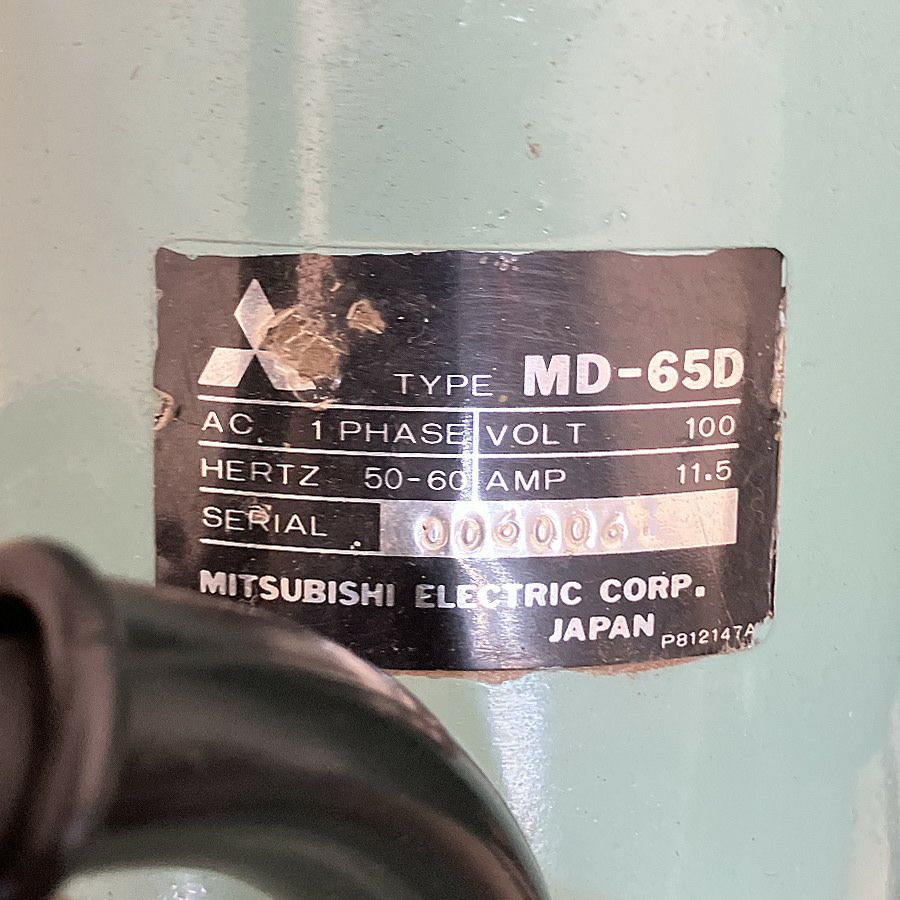 TYPE MD-65D
AC 1 PHASE VOLT 100
HERTZ 50-60 AMP 11.5
SERIAL 0060061
MITSUBISHI ELECTRIC CORP.
JAPAN P812147A